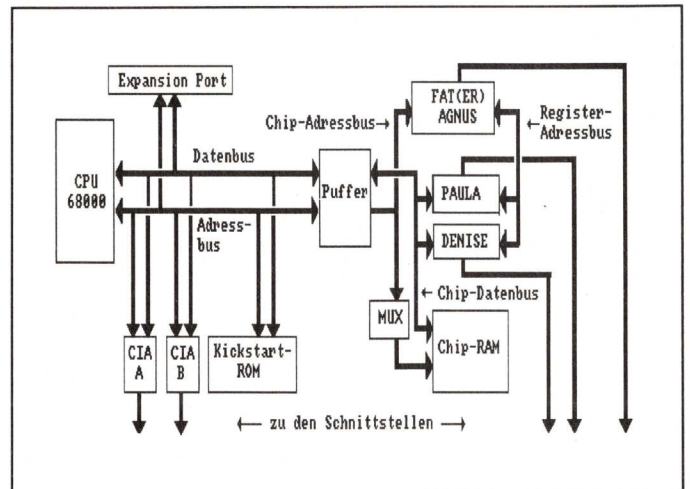 Expansion Port
FAT(ER)
AGNUS
Chip-Adressbus→
←Register-
Adressbus
CPU
68000
Datenbus
Puffer
PAULA
Adress-
bus
DENISE
← Chip-Datenbus
MUX
Chip-RAM
CIA
A
CIA
B
Kickstart-
ROM
← zu den Schnittstellen →